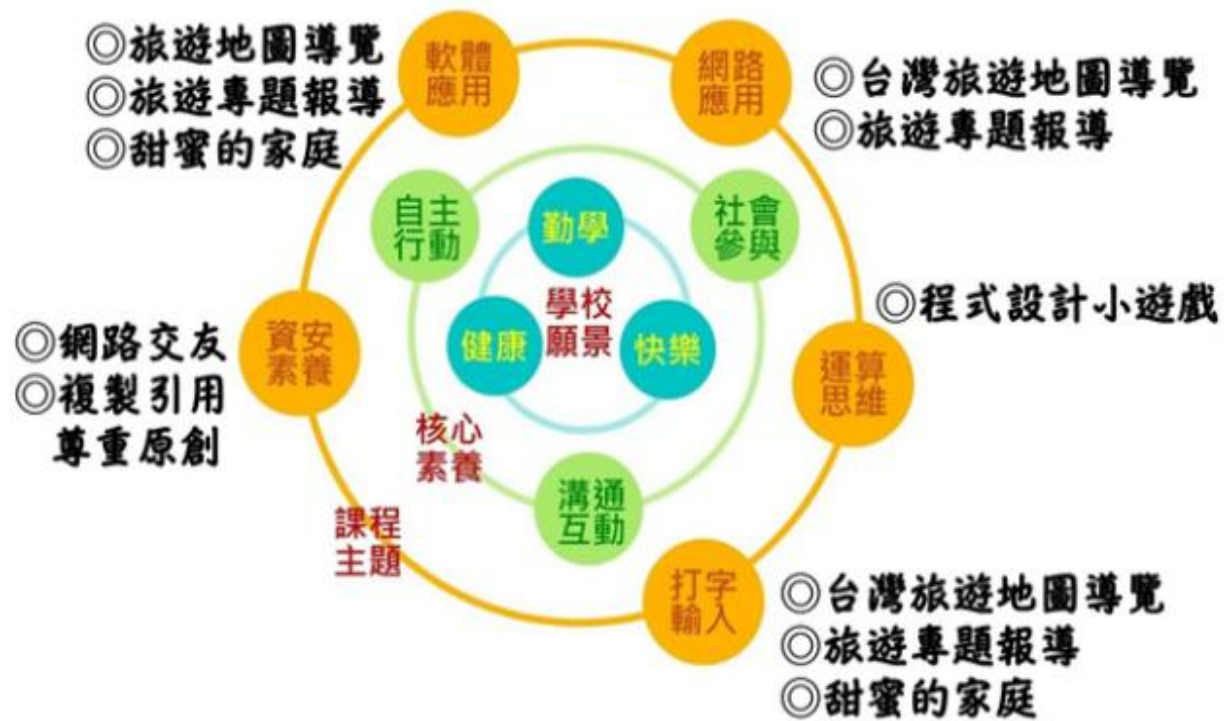 ◎旅遊地圖導覽
◎旅遊專題報導
◎甜蜜的家庭
軟體
應用
網路
應用
◎台灣旅遊地圖導覽
◎旅遊專題報導
自主
行動
勤學
社會
參與
學校
願景
健康
快樂
◎程式設計小遊戲
資安
素養
◎網路交友
◎複製引用
尊重原創
運算
思維
核心
素養
溝通
互動
課程
主題
打字
輸入
◎台灣旅遊地圖導覽
◎旅遊專題報導
◎甜蜜的家庭